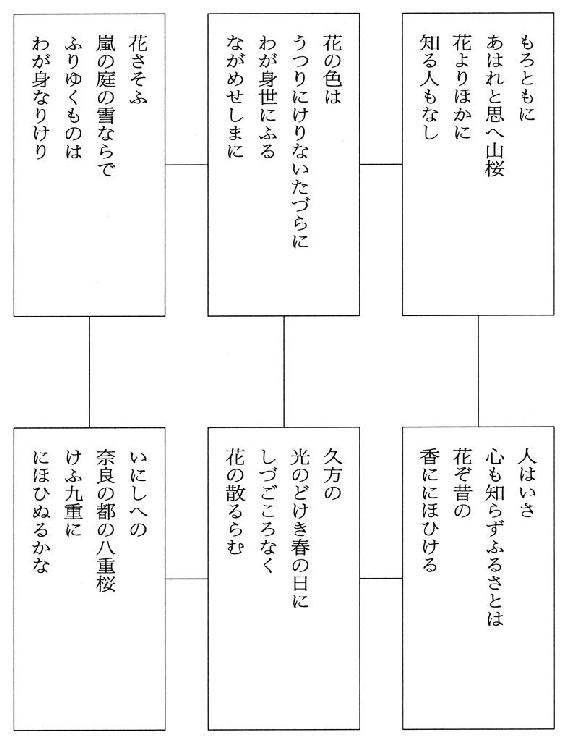 もろともに
あはれと思へ山桜
花よりほかに
知る人もなし
花の色は
うつりにけりないたづらに
わが身世にふる
ながめせしまに
花さそふ
嵐の庭の雪ならで
ふりゆくものは
わが身なりけり
人はいさ
心も知らずふるさとは
花ぞ昔の
香ににほひける
久方の
光のどけき春の日に
しづごころなく
花の散るらむ
いにしへの
奈良の都の八重桜
けふ九重に
にほひぬるかな